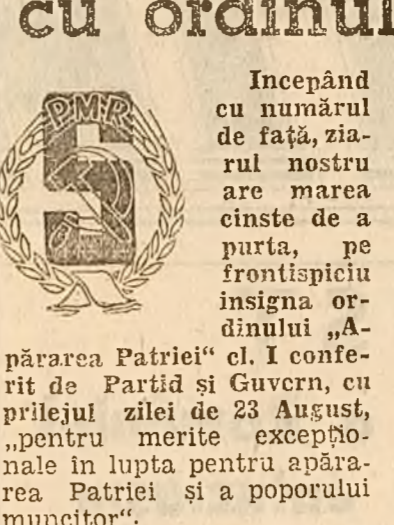 cu ordinul
P.M.R.
Incepând
cu numărul
de față, zia-
rul nostru
are marea
cinste de a
purta, pe
frontispiciu
insigna or-
dinului „A-
părarea Patriei“ cl. I confe-
rit de Partid și Guvern, cu
prilejul zilei de 23 August,
„pentru merite excepțio-
nale în lupta pentru apăra-
rea Patriei și a poporului
muncitor“.